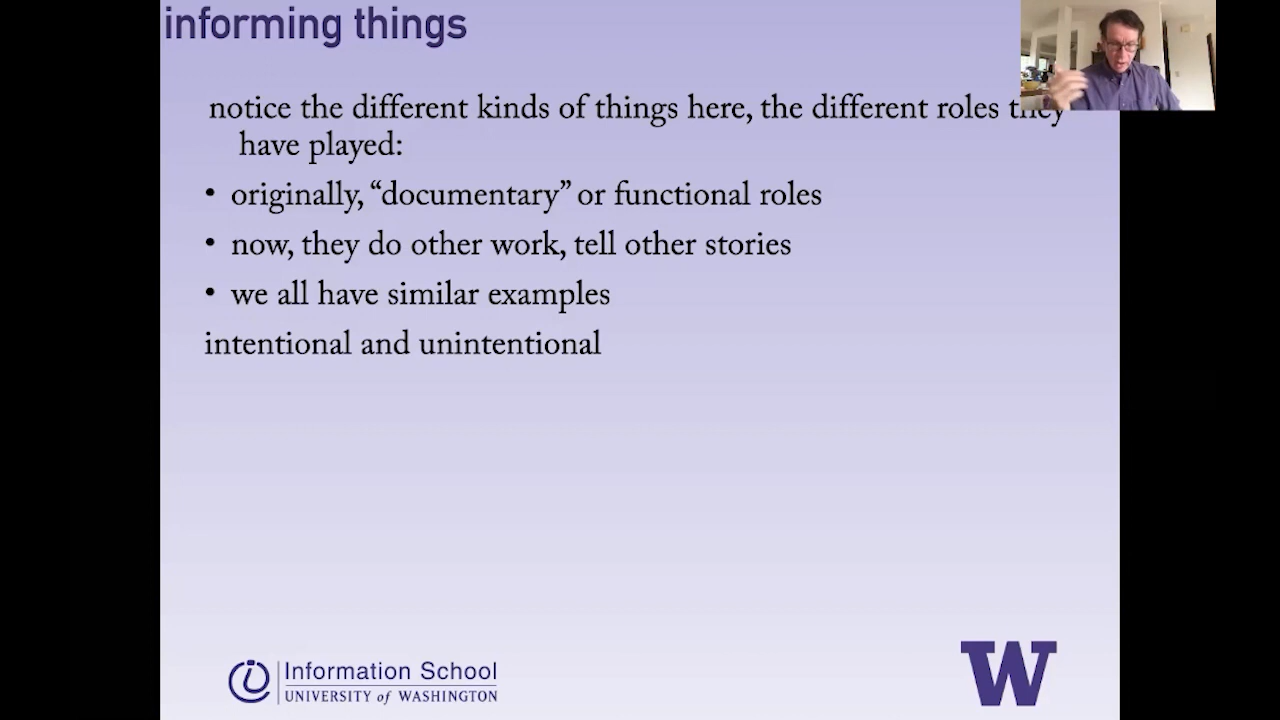 informing things
notice the different kinds of things here, the different roles they
have played:
• originally, “documentary” or functional roles
• now, they do other work, tell other stories
• we all have similar examples
intentional and unintentional
Information School
UNIVERSITY of WASHINGTON
W